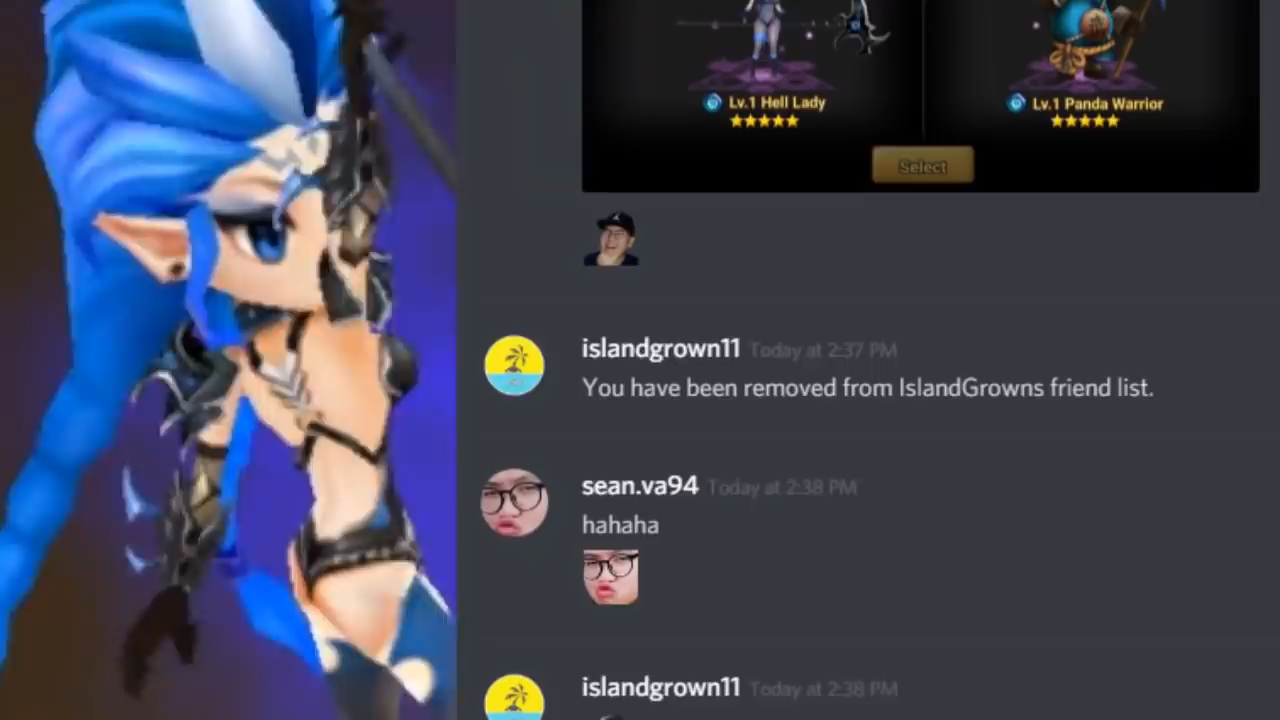 Lv.1 Hell Lady
Lv.1 Panda Warrior
Select
islandgrown11 Today at 2:37 PM
You have been removed from IslandGrowns friend list.
sean.va94 Today at 2:38 PM
hahaha
islandgrown11 Today at 2:38 PM